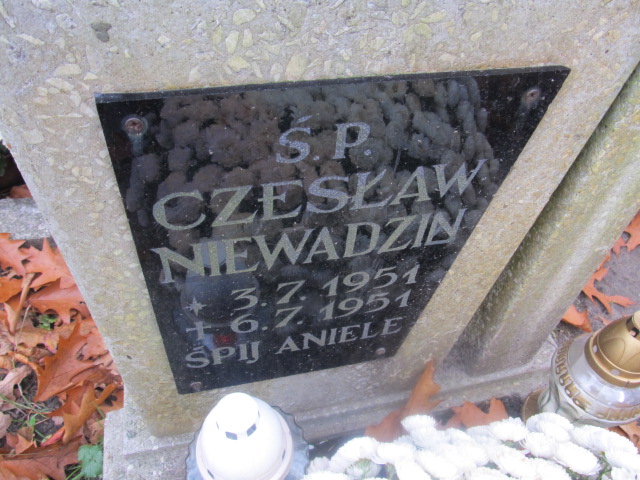 Ś.P.
CZESŁAW
NIEWADZIN
* 3.7.1951
+ 6.7.1951
ŚPIJ ANIELE